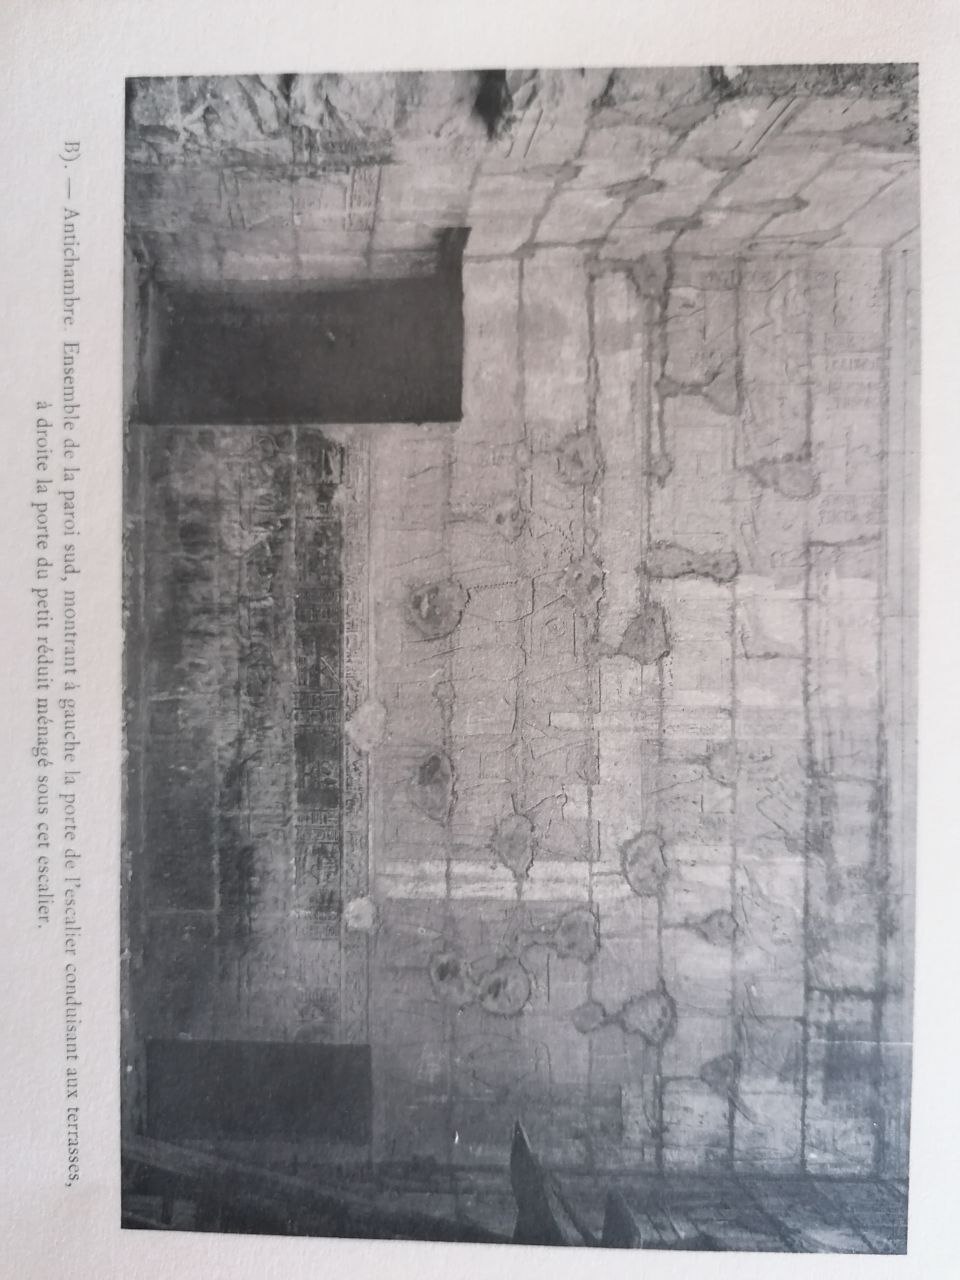 B). — Antichambre. Ensemble de la paroi sud, montrant à gauche la porte de l'escalier conduisant aux terrasses,
à droite la porte du petit réduit ménagé sous cet escalier.